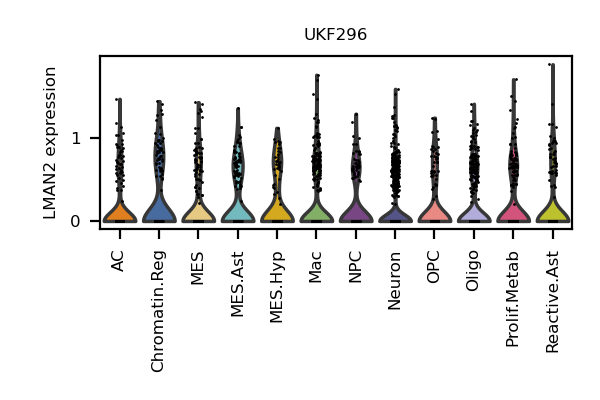 UKF296
LMAN2 expression
1
0
AC
Chromatin.Reg
MES
MES.Ast
MES.Hyp
Mac
NPC
Neuron
OPC
Oligo
Prolif.Metab
Reactive.Ast